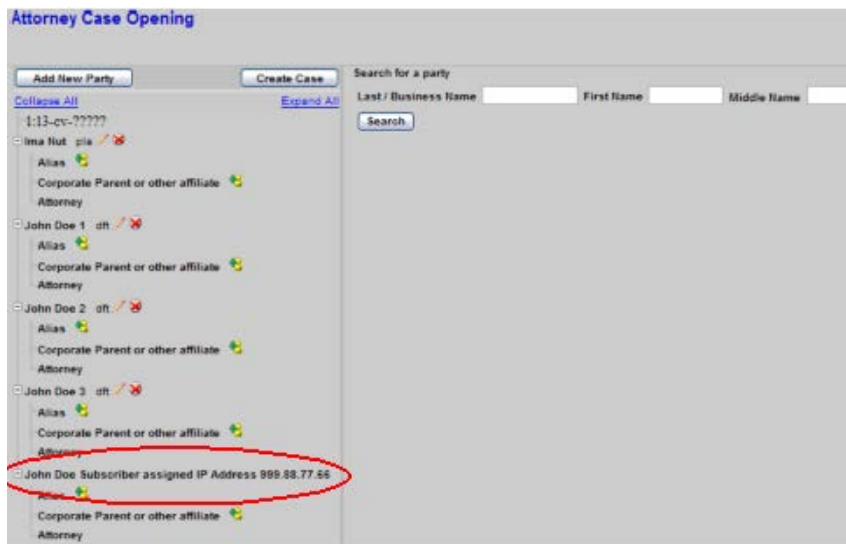 Attorney Case Opening
Add New Party
Create Case
Collapse All
Expand All
1:13-cv-?????
Ima Nut pla
Alias
Corporate Parent or other affiliate
Attorney
John Doe 1 dft
Alias
Corporate Parent or other affiliate
Attorney
John Doe 2 dft
Alias
Corporate Parent or other affiliate
Attorney
John Doe 3 dft
Alias
Corporate Parent or other affiliate
Attorney
John Doe Subscriber assigned IP Address 999.88.77.66
Alias
Corporate Parent or other affiliate
Attorney
Search for a party
Last / Business Name
First Name
Middle Name
Search